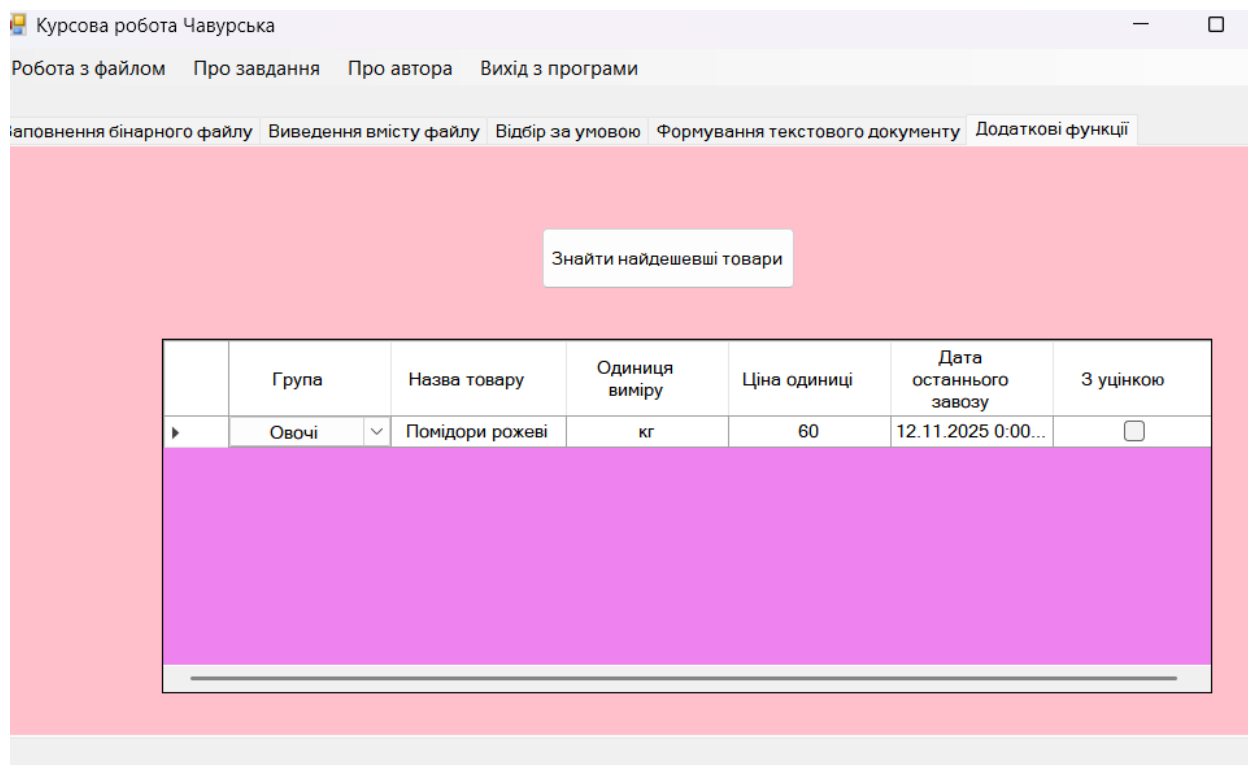 Курсова робота Чавурська
Робота з файлом Про завдання Про автора Вихід з програми
Заповнення бінарного файлу Виведення вмісту файлу Відбір за умовою Формування текстового документу Додаткові функції
Знайти найдешевші товари
Група Назва товару Одиниця виміру Ціна одиниці Дата останнього завозу З уцінкою
Овочі Помідори рожеві кг 60 12.11.2025 0:00...